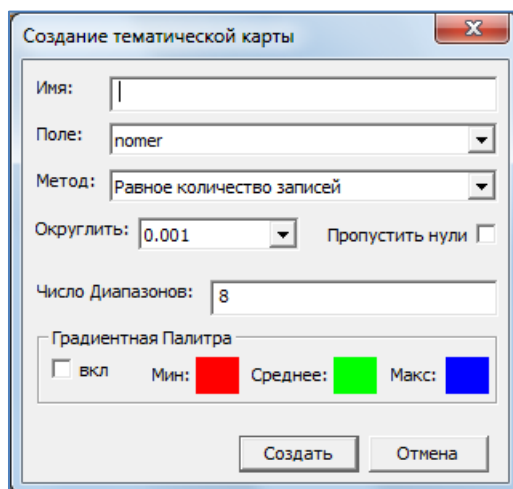 Создание тематической карты
Имя:
Поле: nomer
Метод: Равное количество записей
Округлить: 0.001 Пропустить нули
Число Диапазонов: 8
Градиентная Палитра
вкл Мин: Среднее: Макс:
Создать Отмена